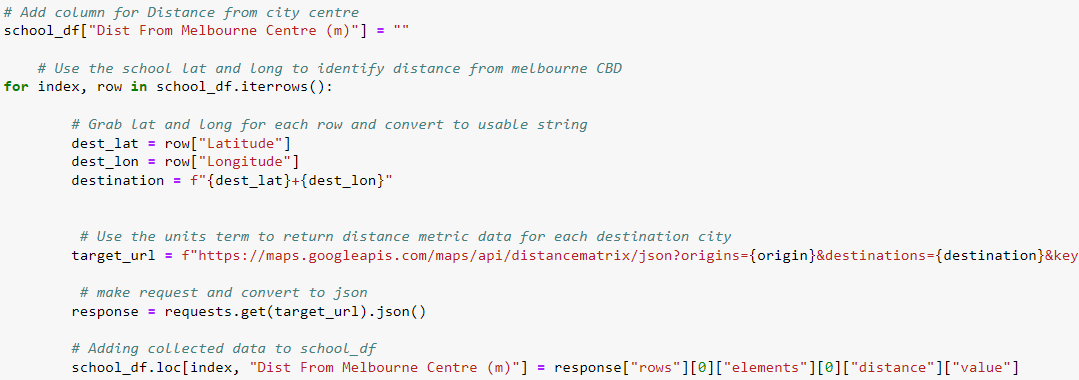 # Add column for Distance from city centre
school_df["Dist From Melbourne Centre (m)"] = ""
# Use the school lat and long to identify distance from melbourne CBD
for index, row in school_df.iterrows():
# Grab lat and long for each row and convert to usable string
dest_lat = row["Latitude"]
dest_lon = row["Longitude"]
destination = f"{dest_lat}+{dest_lon}"
# Use the units term to return distance metric data for each destination city
target_url = f"https://maps.googleapis.com/maps/api/distancematrix/json?origins={origin}&destinations={destination}&key
# make request and convert to json
response = requests.get(target_url).json()
# Adding collected data to school_df
school_df.loc[index, "Dist From Melbourne Centre (m)"] = response["rows"][0]["elements"][0]["distance"]["value"]